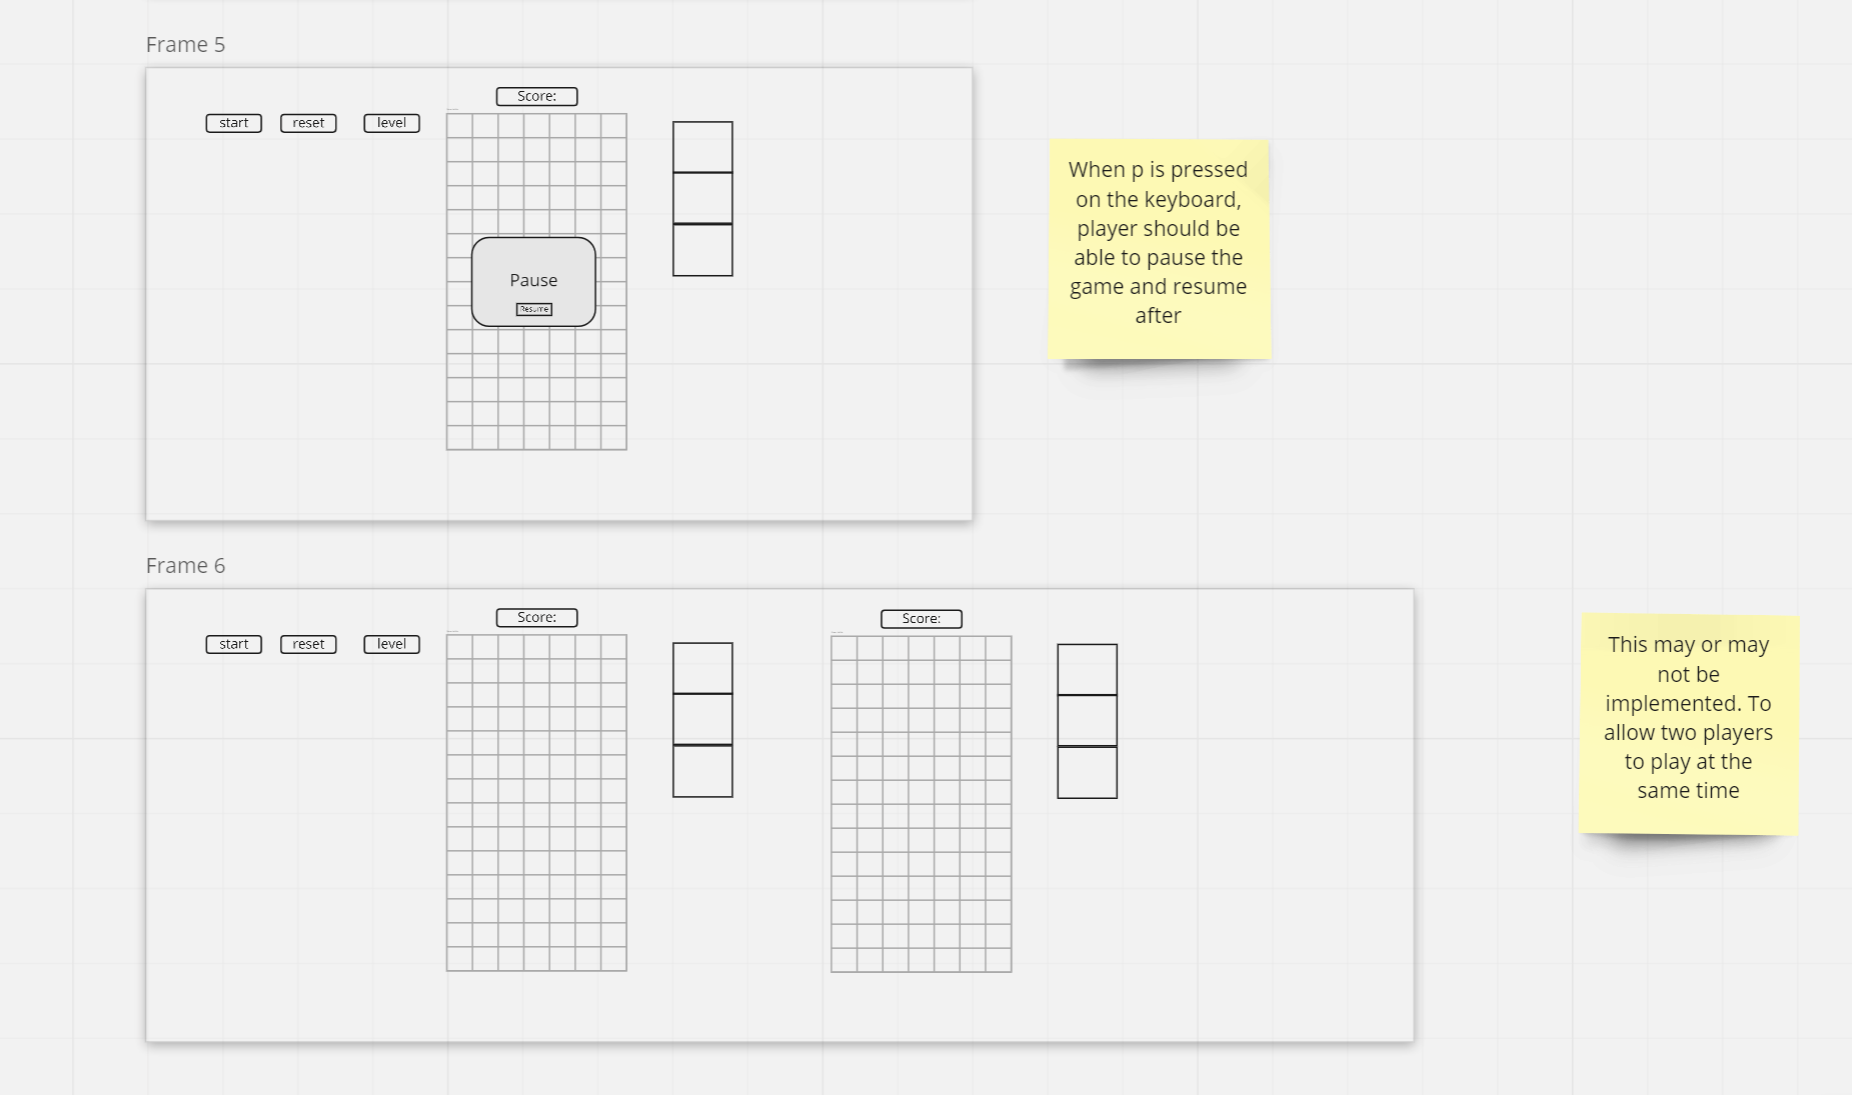 Frame 5
Score:
start reset level
Pause
Resume
When p is pressed
on the keyboard,
player should be
able to pause the
game and resume
after
Frame 6
Score: Score:
start reset level
This may or may
not be
implemented. To
allow two players
to play at the
same time